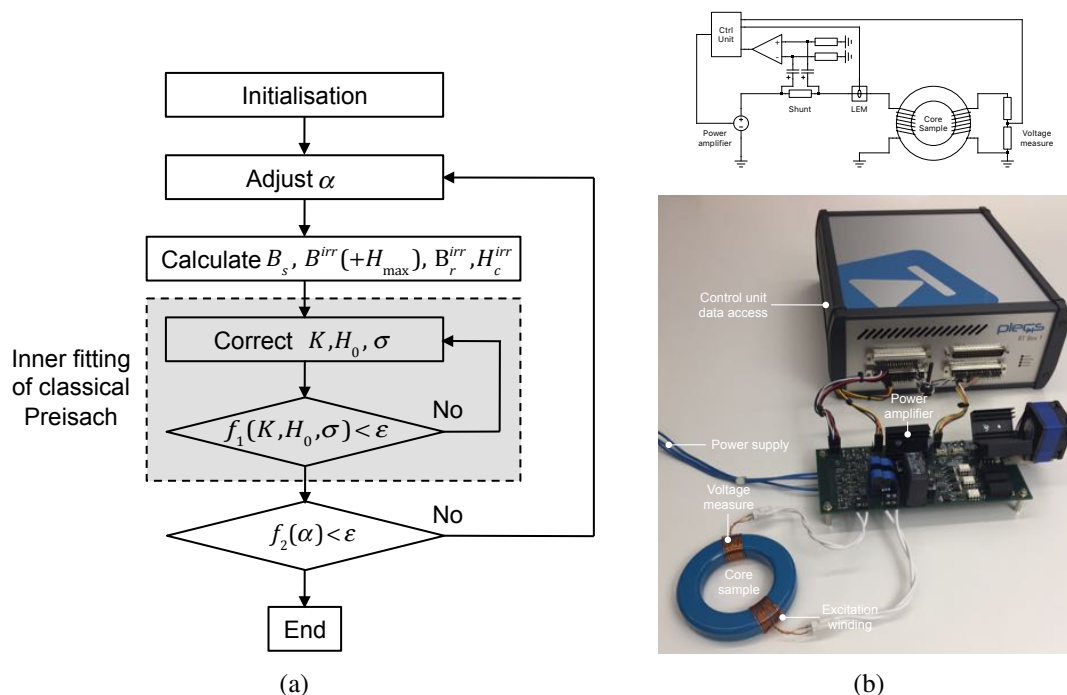 Initialisation
Adjust α
Calculate B_s, B^{irr}(+H_{max}), B_r^{irr}, H_c^{irr}
Inner fitting
of classical
Preisach
Correct K, H_0, σ
No
f_1(K, H_0, σ) < ε
No
f_2(α) < ε
End
(a)
Ctrl
Unit
+
-
+
+
Shunt
LEM
Core
Sample
Power
amplifier
+
-
Voltage
measure
Control unit
data access
plecs
RT Box 1
Power
amplifier
Power supply
Voltage
measure
Core
sample
Excitation
winding
(b)